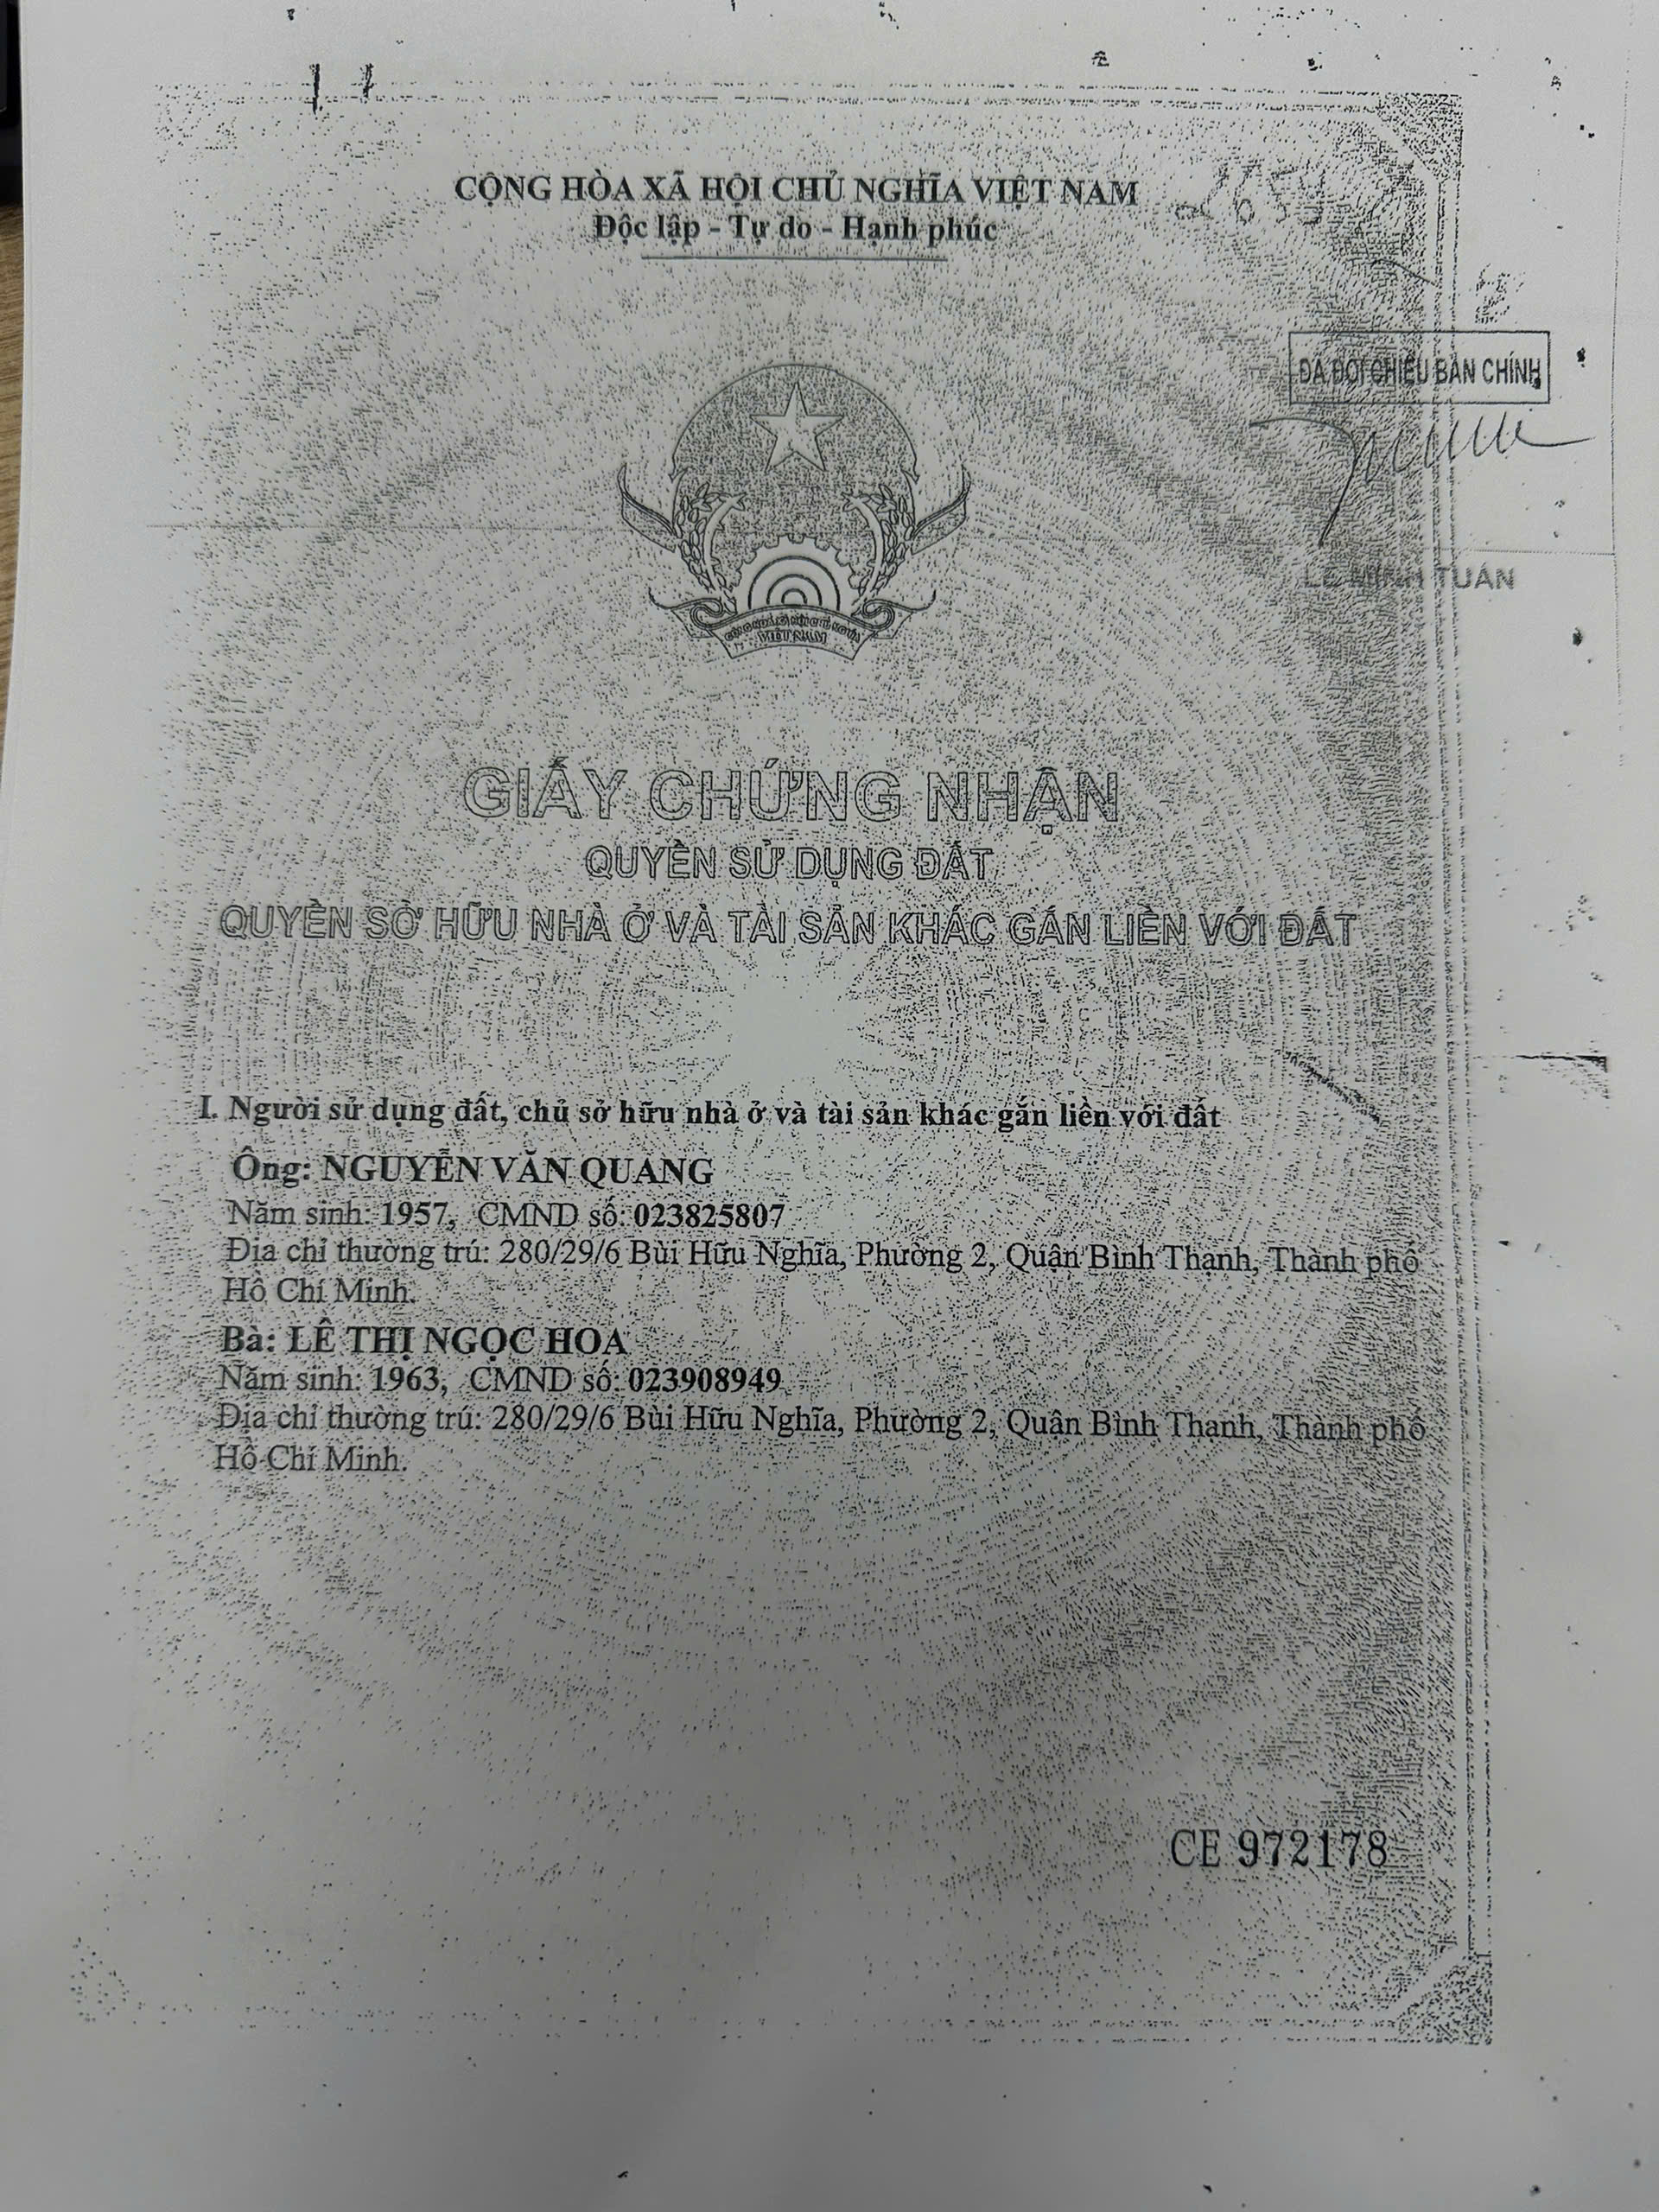 CỘNG HÒA XÃ HỘI CHỦ NGHĨA VIỆT NAM
Độc lập - Tự do - Hạnh phúc
ĐÃ ĐỐI CHIẾU BẢN CHÍNH
LÊ MINH TUẤN
VIỆT NAM
GIẤY CHỨNG NHẬN
QUYỀN SỬ DỤNG ĐẤT
QUYỀN SỞ HỮU NHÀ Ở VÀ TÀI SẢN KHÁC GẮN LIỀN VỚI ĐẤT
I. Người sử dụng đất, chủ sở hữu nhà ở và tài sản khác gắn liền với đất
Ông: NGUYỄN VĂN QUANG
Năm sinh: 1957, CMND số: 023825807
Địa chỉ thường trú: 280/29/6 Bùi Hữu Nghĩa, Phường 2, Quận Bình Thạnh, Thành phố
Hồ Chí Minh.
Bà: LÊ THỊ NGỌC HOA
Năm sinh: 1963, CMND số: 023908949
Địa chỉ thường trú: 280/29/6 Bùi Hữu Nghĩa, Phường 2, Quận Bình Thạnh, Thành phố
Hồ Chí Minh.
CE 972178